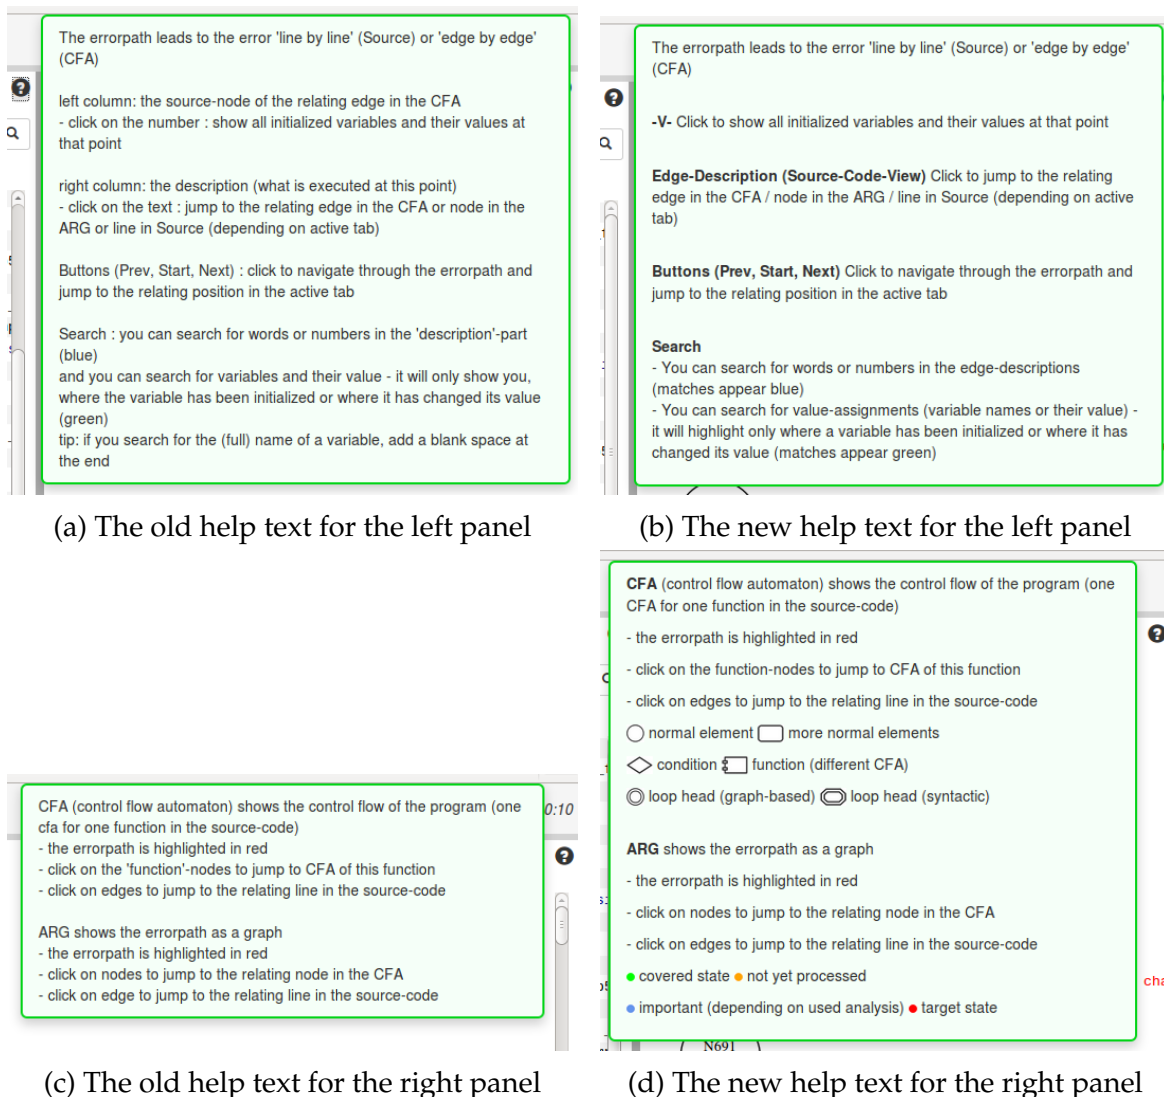 The errorpath leads to the error 'line by line' (Source) or 'edge by edge'
(CFA)
left column: the source-node of the relating edge in the CFA
- click on the number : show all initialized variables and their values at
that point
right column: the description (what is executed at this point)
- click on the text : jump to the relating edge in the CFA or node in the
ARG or line in Source (depending on active tab)
Buttons (Prev, Start, Next) : click to navigate through the errorpath and
jump to the relating position in the active tab
Search : you can search for words or numbers in the 'description'-part
(blue)
and you can search for variables and their value - it will only show you,
where the variable has been initialized or where it has changed its value
(green)
tip: if you search for the (full) name of a variable, add a blank space at
the end
(a) The old help text for the left panel
The errorpath leads to the error 'line by line' (Source) or 'edge by edge'
(CFA)
-V- Click to show all initialized variables and their values at that point
Edge-Description (Source-Code-View) Click to jump to the relating
edge in the CFA / node in the ARG / line in Source (depending on active
tab)
Buttons (Prev, Start, Next) Click to navigate through the errorpath and
jump to the relating position in the active tab
Search
- You can search for words or numbers in the edge-descriptions
(matches appear blue)
- You can search for value-assignments (variable names or their value) -
it will highlight only where a variable has been initialized or where it has
changed its value (matches appear green)
(b) The new help text for the left panel
CFA (control flow automaton) shows the control flow of the program (one
cfa for one function in the source-code)
- the errorpath is highlighted in red
- click on the 'function'-nodes to jump to CFA of this function
- click on edges to jump to the relating line in the source-code
ARG shows the errorpath as a graph
- the errorpath is highlighted in red
- click on nodes to jump to the relating node in the CFA
- click on edge to jump to the relating line in the source-code
0:10
(c) The old help text for the right panel
CFA (control flow automaton) shows the control flow of the program (one
CFA for one function in the source-code)
- the errorpath is highlighted in red
- click on the function-nodes to jump to CFA of this function
- click on edges to jump to the relating line in the source-code
normal element more normal elements
condition function (different CFA)
loop head (graph-based) loop head (syntactic)
ARG shows the errorpath as a graph
- the errorpath is highlighted in red
- click on nodes to jump to the relating node in the CFA
- click on edges to jump to the relating line in the source-code
covered state not yet processed
important (depending on used analysis) target state
cha
N691
(d) The new help text for the right panel